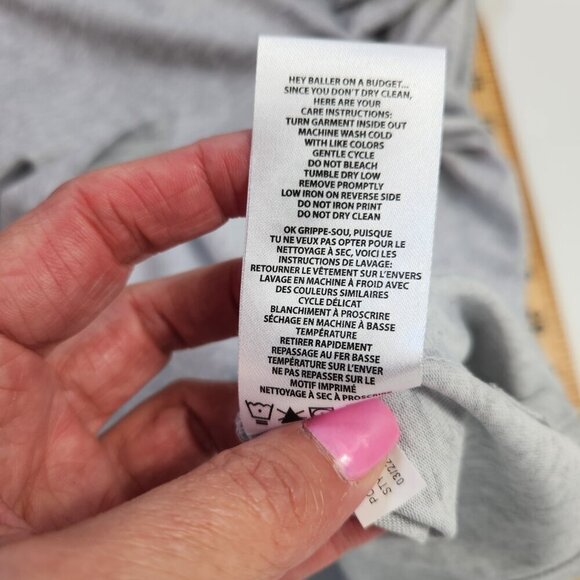 HEY BALLER ON A BUDGET...
SINCE YOU DON'T DRY CLEAN,
HERE ARE YOUR
CARE INSTRUCTIONS:
TURN GARMENT INSIDE OUT
MACHINE WASH COLD
WITH LIKE COLORS
GENTLE CYCLE
DO NOT BLEACH
TUMBLE DRY LOW
REMOVE PROMPTLY
LOW IRON ON REVERSE SIDE
DO NOT IRON PRINT
DO NOT DRY CLEAN
OK GRIPPE-SOU, PUISQUE
TU NE VEUX PAS OPTER POUR LE
NETTOYAGE À SEC, VOICI LES
INSTRUCTIONS DE LAVAGE:
RETOURNER LE VÊTEMENT SUR L'ENVERS
LAVAGE EN MACHINE À FROID AVEC
DES COULEURS SIMILAIRES
CYCLE DÉLICAT
BLANCHIMENT À PROSCRIRE
SÉCHAGE EN MACHINE À BASSE
TEMPÉRATURE
RETIRER RAPIDEMENT
REPASSAGE AU FER BASSE
TEMPÉRATURE SUR L'ENVER
NE PAS REPASSER SUR LE
MOTIF IMPRIMÉ
NETTOYAGE À SEC À PROSCRIRE